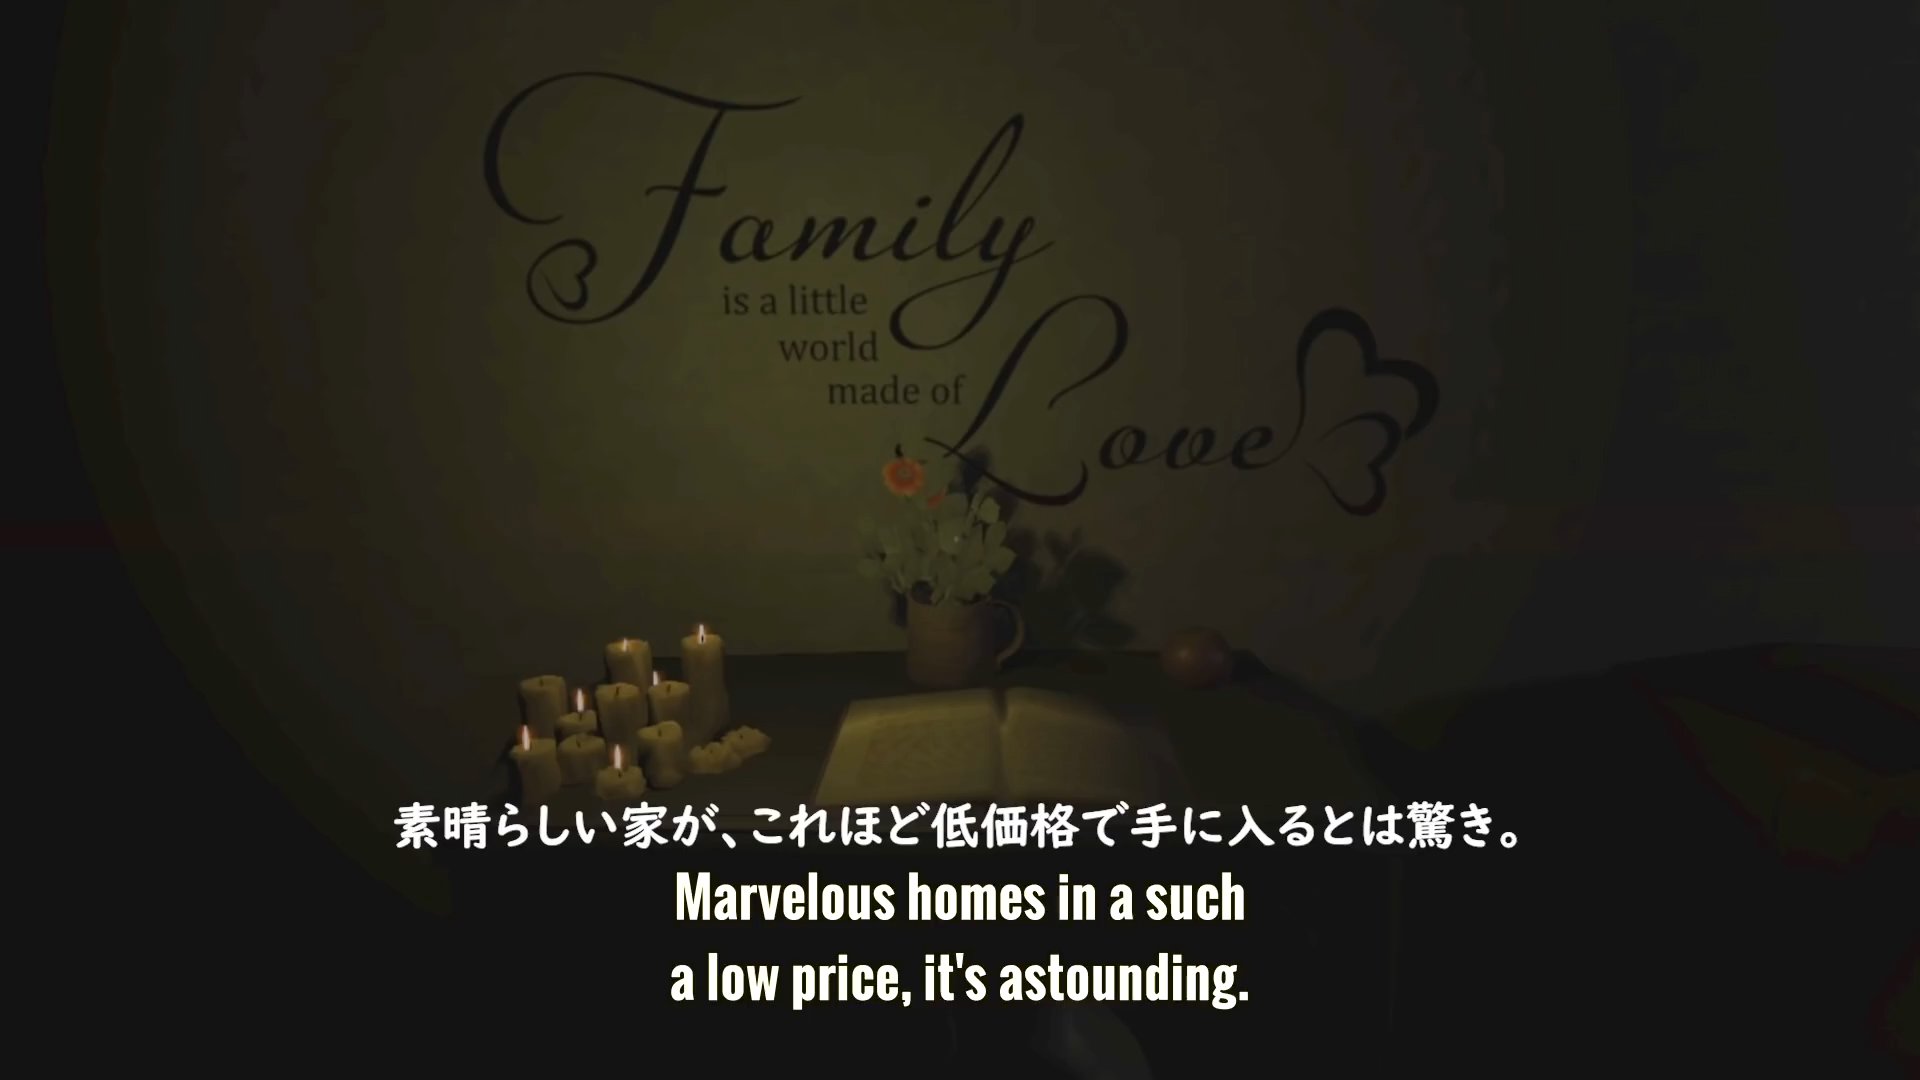 Family
is a little
world
made of
Love
素晴らしい家が、これほど低価格で手に入るとは驚き。
Marvelous homes in a such
a low price, it's astounding.